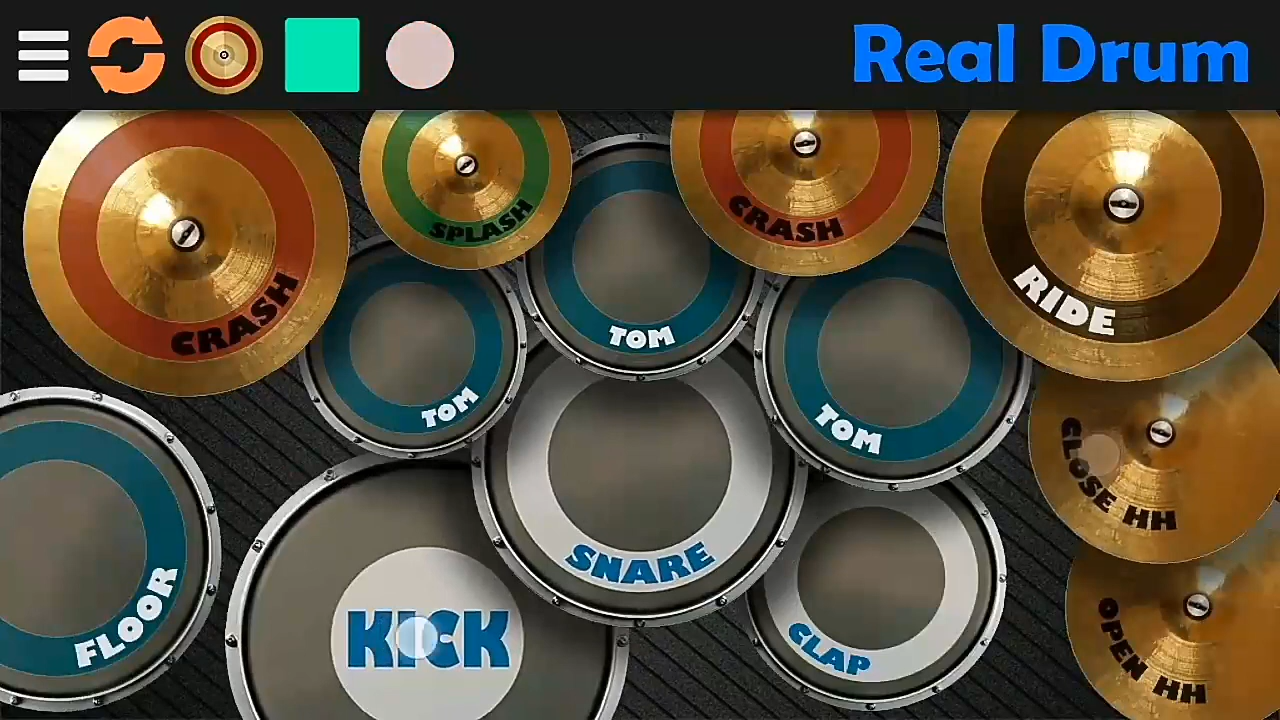 Real Drum
CRASH
SPLASH
CRASH
RIDE
TOM
TOM
TOM
CLOSE HH
SNARE
FLOOR
KICK
CLAP
OPEN HH